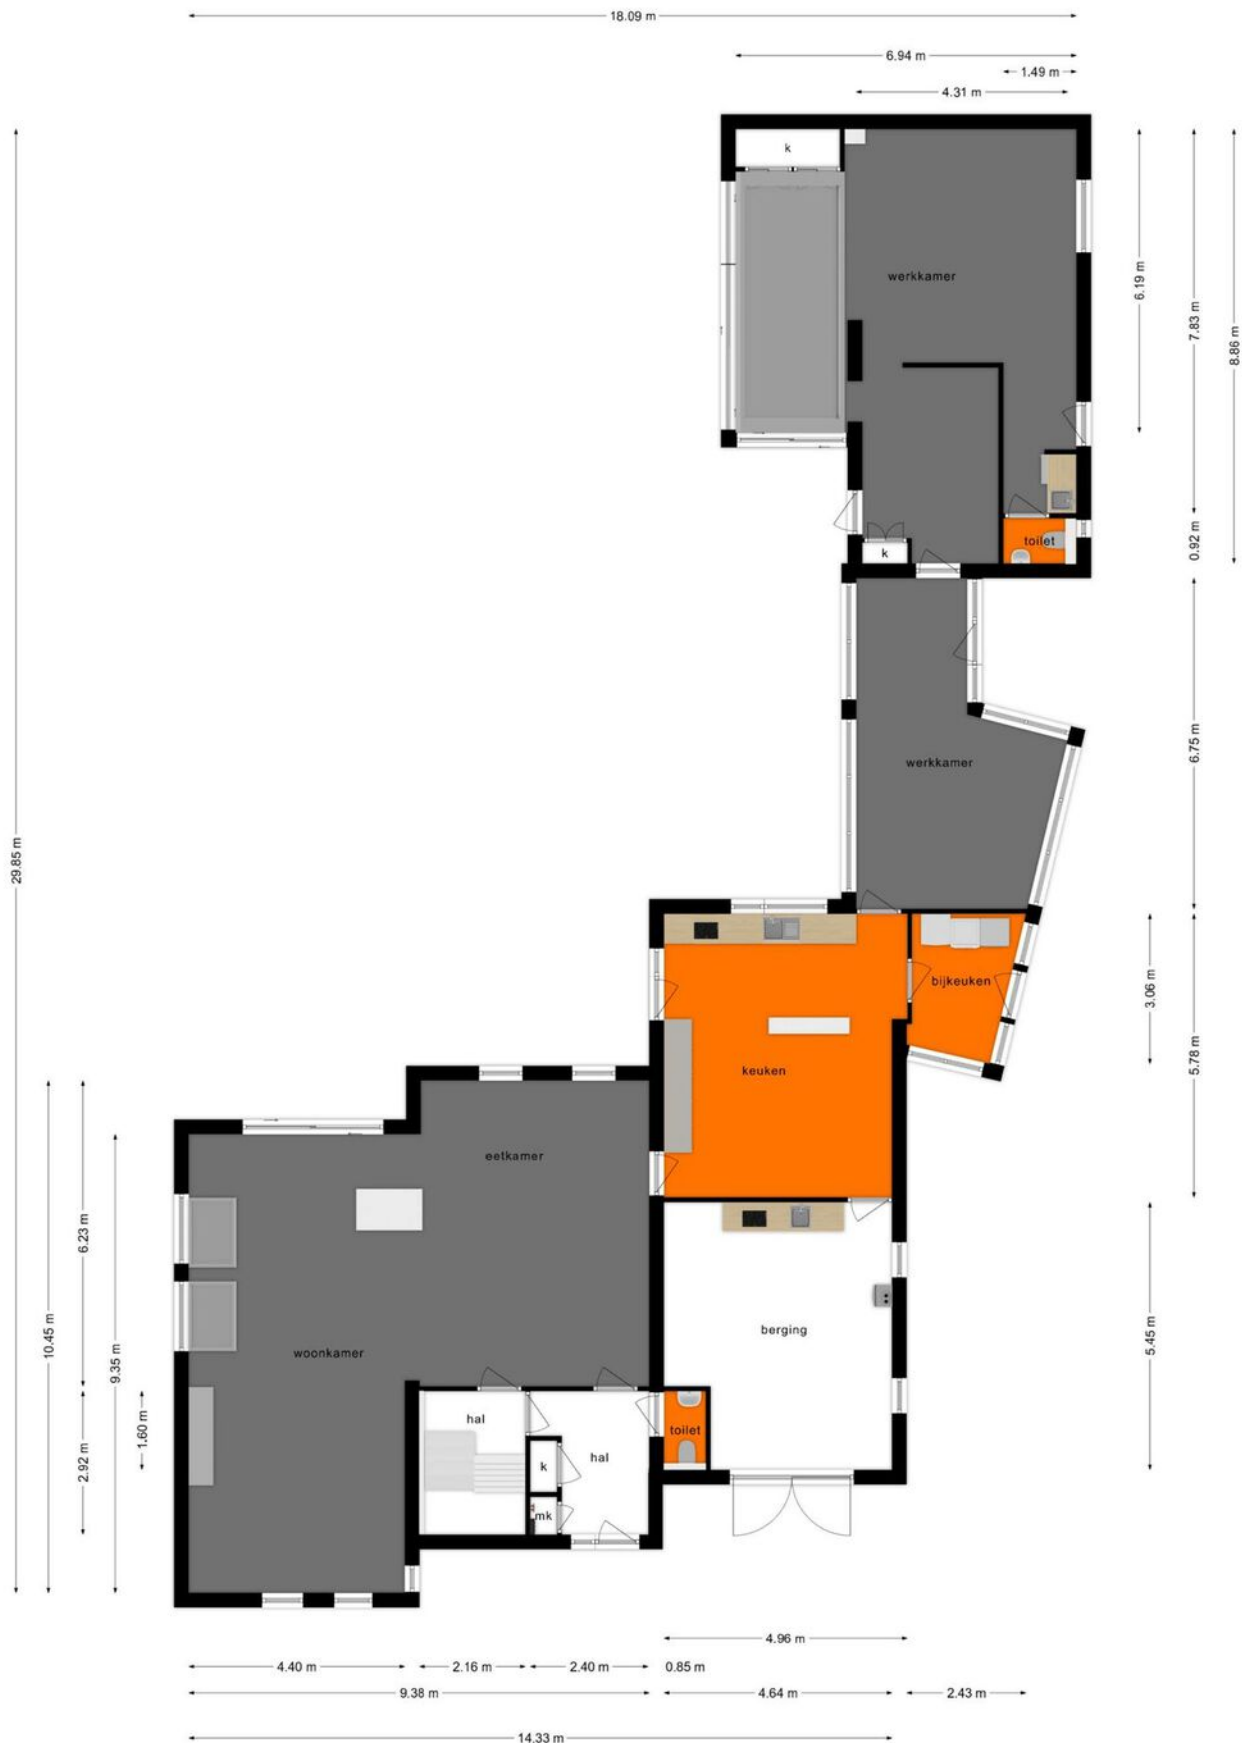 18.09 m
6.94 m
1.49 m
4.31 m
k
werkkamer
6.19 m
7.83 m
8.86 m
toilet
0.92 m
k
werkkamer
6.75 m
29.85 m
bijkeuken
3.06 m
keuken
5.78 m
eetkamer
6.23 m
10.45 m
9.35 m
woonkamer
berging
5.45 m
hal
hal
toilet
1.60 m
2.92 m
k
mk
4.96 m
4.40 m
2.16 m
2.40 m
0.85 m
9.38 m
4.64 m
2.43 m
14.33 m